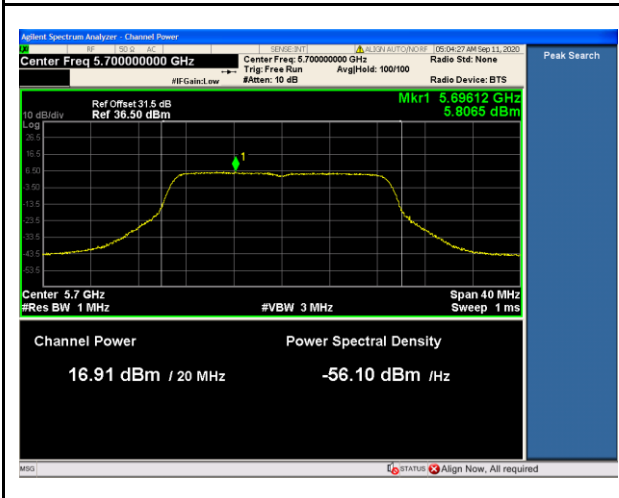 Agilent Spectrum Analyzer - Channel Power
RF 50 Ω AC SENSE:INT ALIGN AUTO/NO RF 05:04:27 AM Sep 11, 2020
Center Freq 5.700000000 GHz Center Freq: 5.700000000 GHz Radio Std: None
Trig: Free Run Avg|Hold: 100/100
#IFGain:Low #Atten: 10 dB Radio Device: BTS
Peak Search
Ref Offset 31.5 dB Mkr1 5.69612 GHz
10 dB/div Ref 36.50 dBm 5.8065 dBm
Log
26.5
16.5
6.50
-3.50
-13.5
-23.5
-33.5
-43.5
-53.5
1
Center 5.7 GHz Span 40 MHz
#Res BW 1 MHz #VBW 3 MHz Sweep 1 ms
Channel Power Power Spectral Density
16.91 dBm / 20 MHz -56.10 dBm /Hz
MSG STATUS Align Now, All required